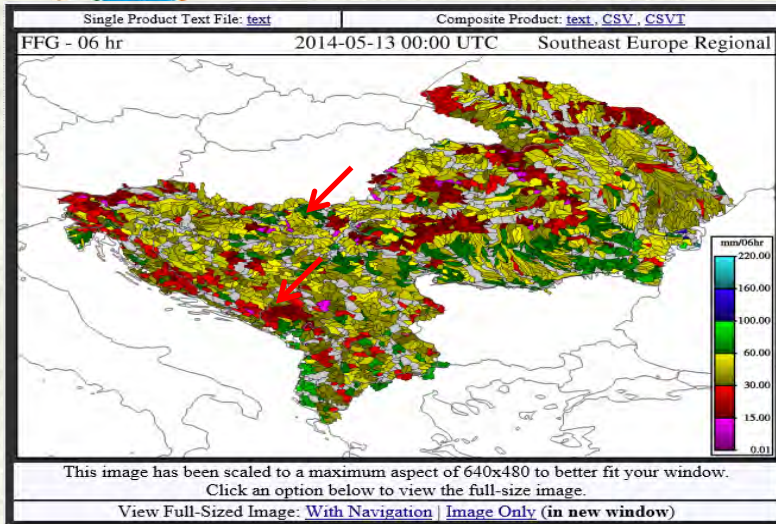 Single Product Text File: text
Composite Product: text , CSV , CSVT
FFG - 06 hr 2014-05-13 00:00 UTC Southeast Europe Regional
mm/06hr
220.00
160.00
100.00
60.00
30.00
15.00
0.01
This image has been scaled to a maximum aspect of 640x480 to better fit your window.
Click an option below to view the full-size image.
View Full-Sized Image: With Navigation | Image Only (in new window)